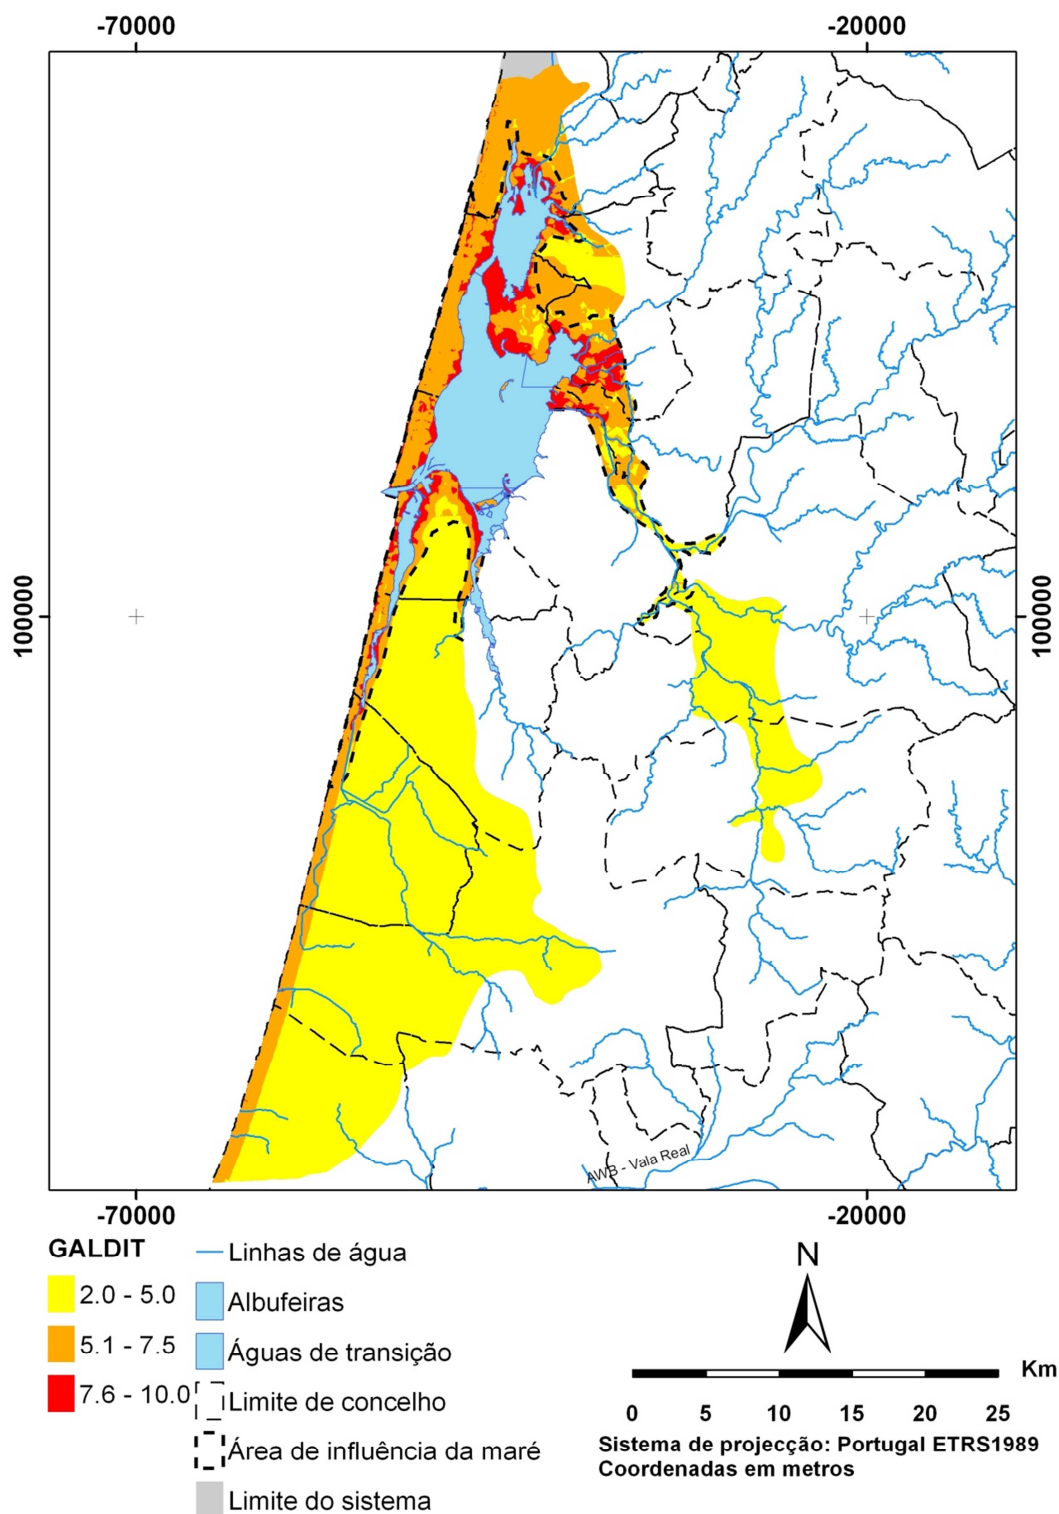 -70000 -20000
100000 100000
AWB - Vala Real
-70000 -20000
GALDIT
2.0 - 5.0
5.1 - 7.5
7.6 - 10.0
Linhas de água
Albufeiras
Águas de transição
Limite de concelho
Área de influência da maré
Limite do sistema
N
Km
0 5 10 15 20 25
Sistema de projecção: Portugal ETRS1989
Coordenadas em metros